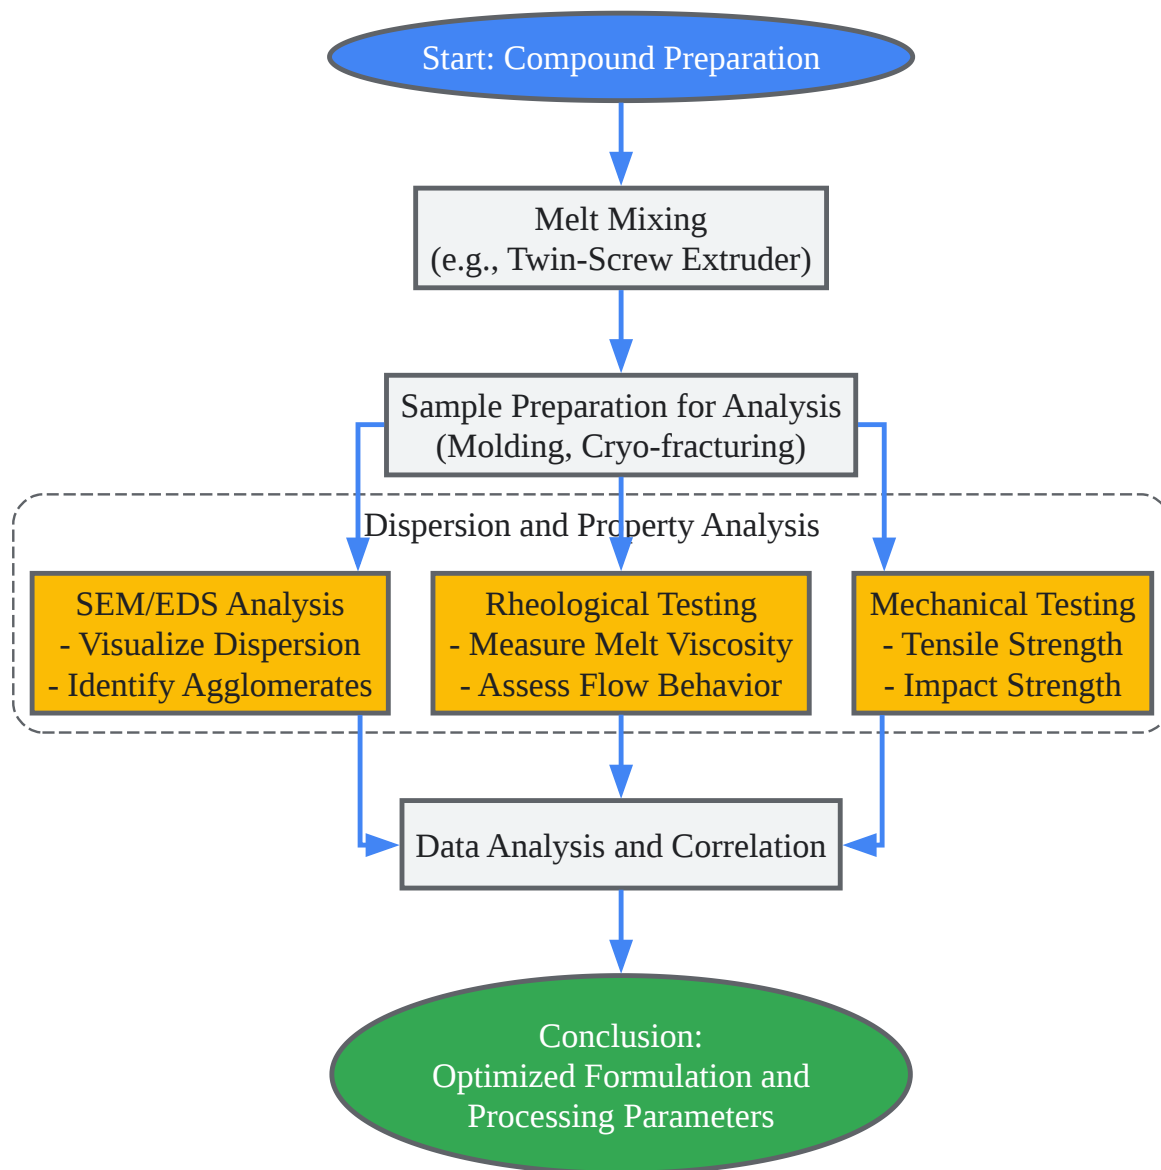 Start: Compound Preparation
Melt Mixing
(e.g., Twin-Screw Extruder)
Sample Preparation for Analysis
(Molding, Cryo-fracturing)
Dispersion and Property Analysis
SEM/EDS Analysis
- Visualize Dispersion
- Identify Agglomerates
Rheological Testing
- Measure Melt Viscosity
- Assess Flow Behavior
Mechanical Testing
- Tensile Strength
- Impact Strength
Data Analysis and Correlation
Conclusion:
Optimized Formulation and
Processing Parameters